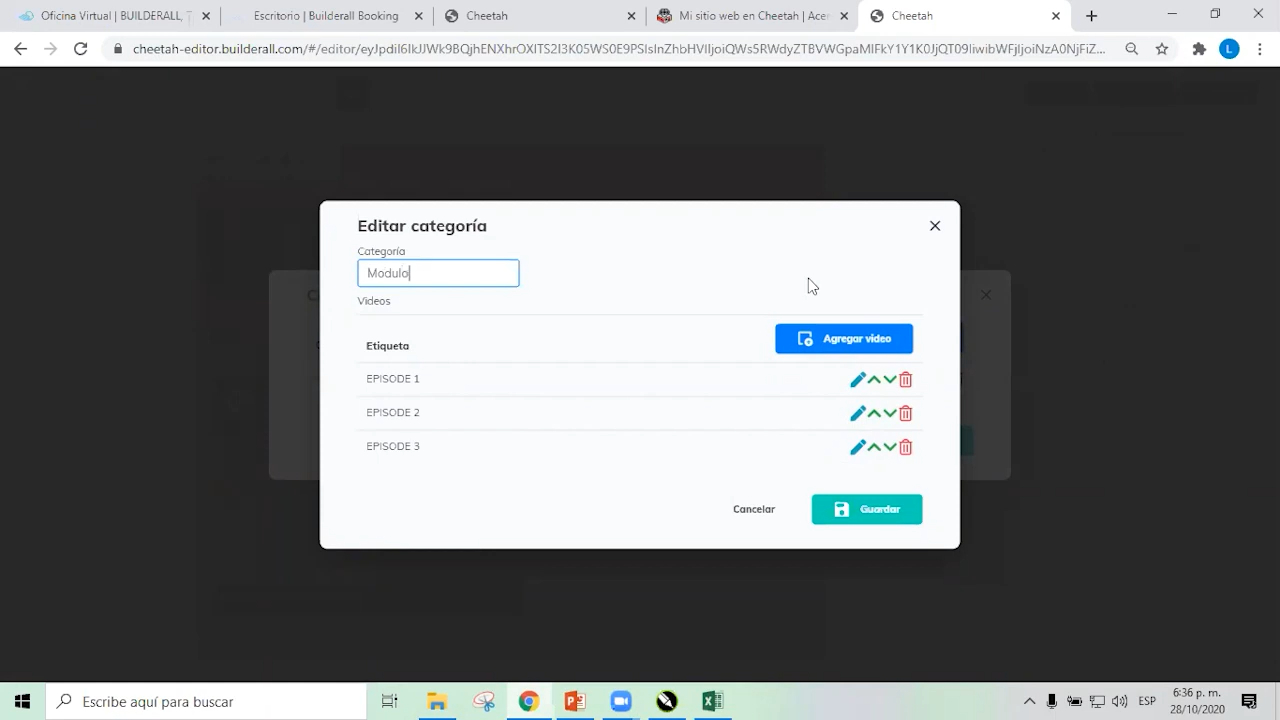 Oficina Virtual | BUILDERALL,
Escritorio | Builderall Booking
Cheetah
Mi sitio web en Cheetah | Acer
Cheetah
cheetah-editor.builderall.com/#/editor/
L
Editar categoría
Categoría
Modulo
Videos
Etiqueta
Agregar video
EPISODE 1
EPISODE 2
EPISODE 3
Cancelar
Guardar
Escribe aquí para buscar
ESP
6:36 p. m.
28/10/2020